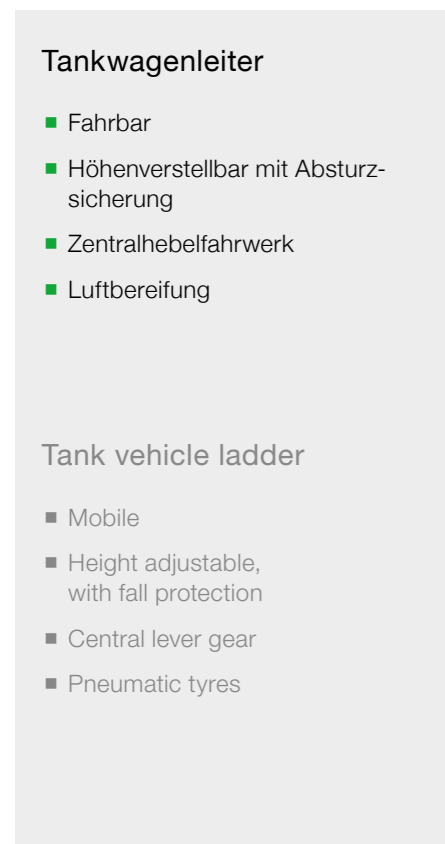 Tankwagenleiter
■ Fahrbar
■ Höhenverstellbar mit Absturz-
sicherung
■ Zentralhebelfahrwerk
■ Luftbereifung
Tank vehicle ladder
■ Mobile
■ Height adjustable,
with fall protection
■ Central lever gear
■ Pneumatic tyres